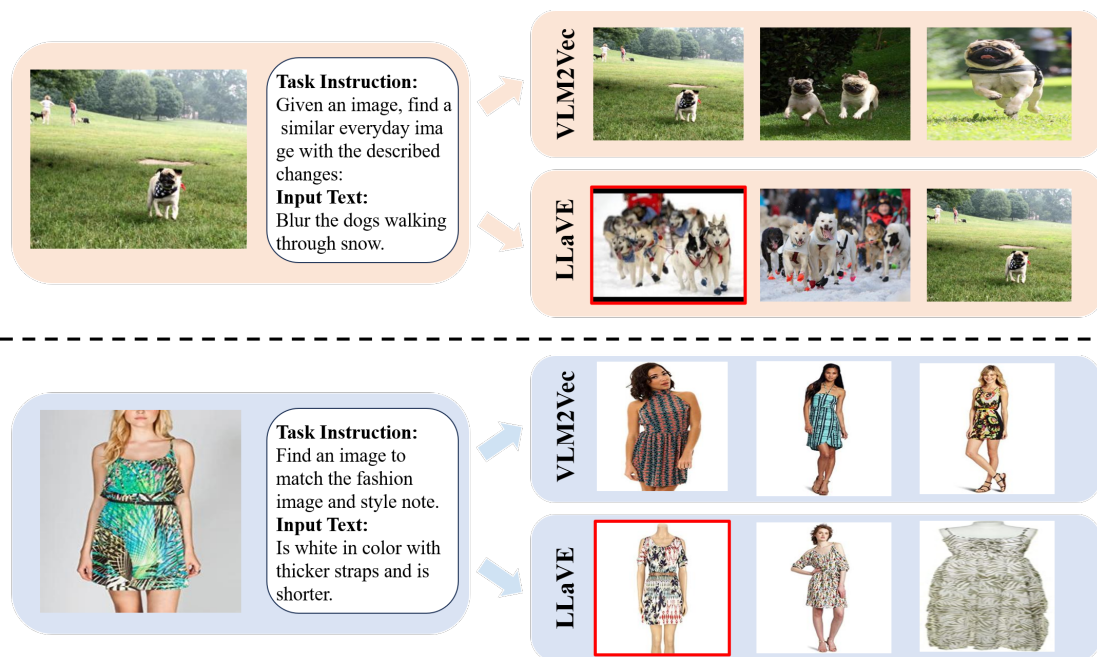 Task Instruction:
Given an image, find a
similar everyday ima
ge with the described
changes:
Input Text:
Blur the dogs walking
through snow.
VLM2Vec
LLaVE
Task Instruction:
Find an image to
match the fashion
image and style note.
Input Text:
Is white in color with
thicker straps and is
shorter.
VLM2Vec
LLaVE